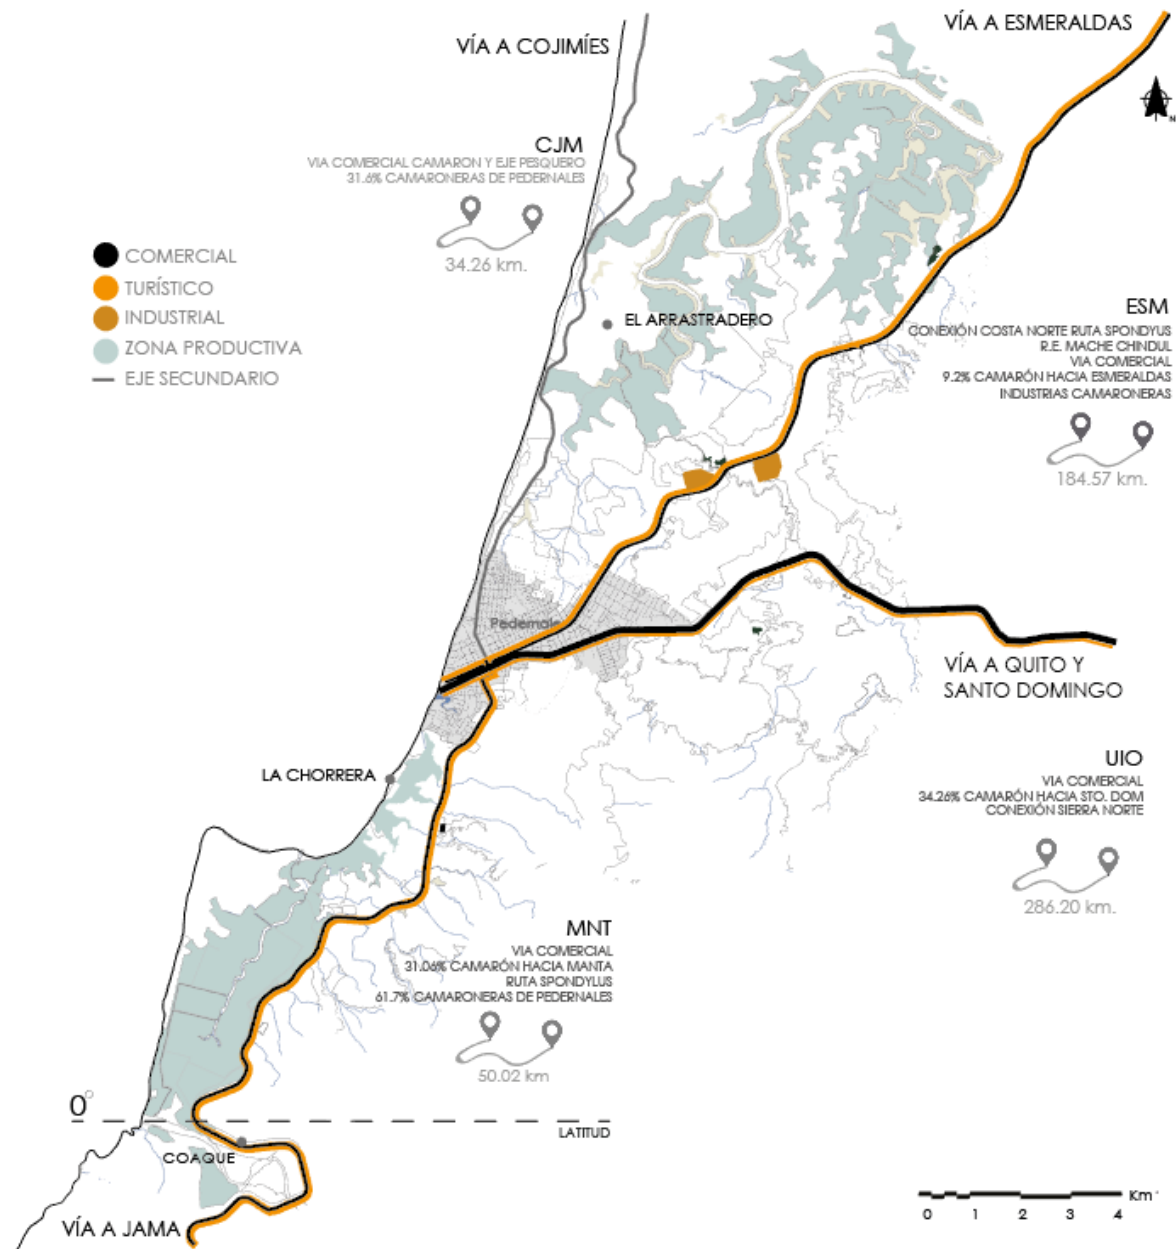 VÍA A ESMERALDAS
VÍA A COJIMÍES
N
CJM
VIA COMERCIAL CAMARON Y EJE PESQUERO
31.6% CAMARONERAS DE PEDERNALES
34.26 km.
COMERCIAL
TURÍSTICO
INDUSTRIAL
ZONA PRODUCTIVA
EJE SECUNDARIO
EL ARRASTRADERO
ESM
CONEXIÓN COSTA NORTE RUTA SPONDYUS
R.E. MACHE CHINDUL
VIA COMERCIAL
9.2% CAMARÓN HACIA ESMERALDAS
INDUSTRIAS CAMARONERAS
184.57 km.
Pedernale
VÍA A QUITO Y
SANTO DOMINGO
LA CHORRERA
UIO
VIA COMERCIAL
34.26% CAMARÓN HACIA STO. DOM
CONEXIÓN SIERRA NORTE
286.20 km.
MNT
VIA COMERCIAL
31.06% CAMARÓN HACIA MANTA
RUTA SPONDYLUS
61.7% CAMARONERAS DE PEDERNALES
50.02 km
0°
LATITUD
COAQUE
VÍA A JAMA
Km
0 1 2 3 4